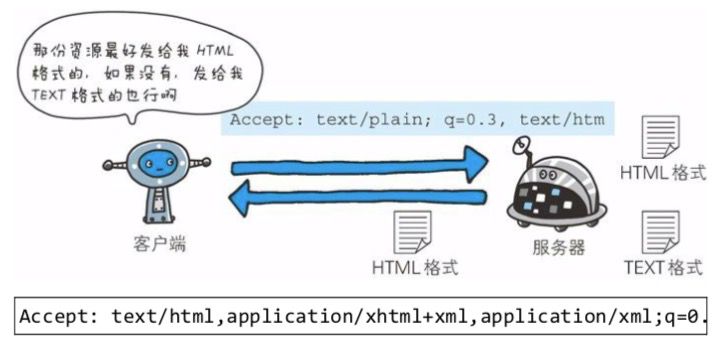 那份资源最好发给我 HTML
格式的，如果没有，发给我
TEXT 格式的也行啊
Accept: text/plain; q=0.3, text/htm
HTML 格式
客户端
HTML 格式
服务器
TEXT 格式
Accept: text/html,application/xhtml+xml,application/xml;q=0.